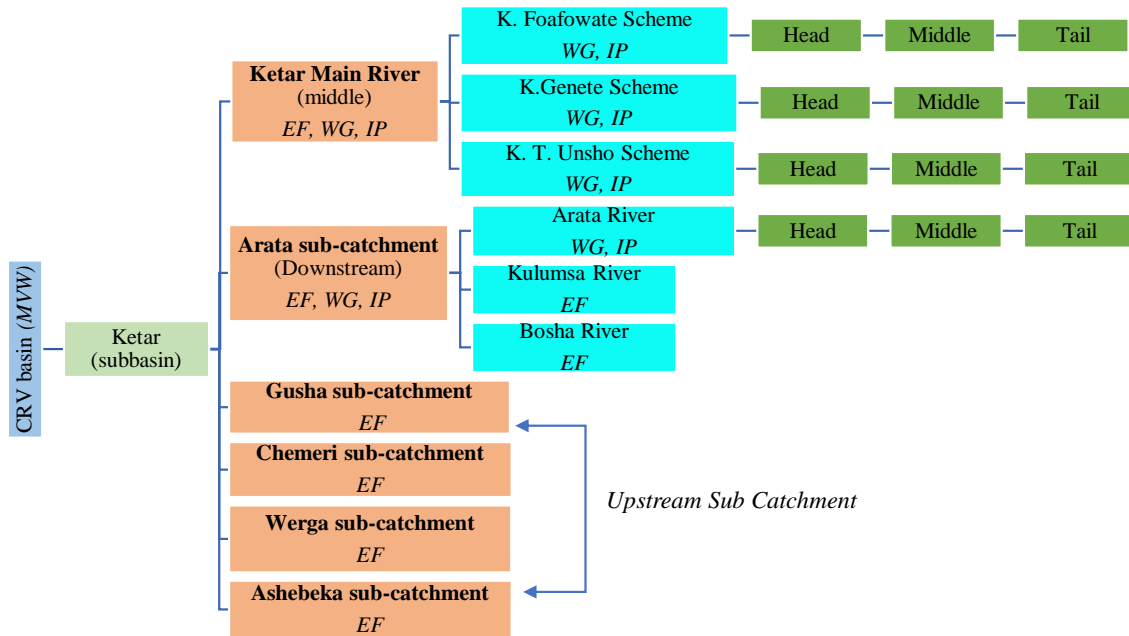 CRV basin (MVW)
Ketar
(subbasin)
Ketar Main River
(middle)
EF, WG, IP
K. Foafowate Scheme
WG, IP
Head
Middle
Tail
K.Genete Scheme
WG, IP
Head
Middle
Tail
K. T. Unsho Scheme
WG, IP
Head
Middle
Tail
Arata sub-catchment
(Downstream)
EF, WG, IP
Arata River
WG, IP
Head
Middle
Tail
Kulumsa River
EF
Bosha River
EF
Gusha sub-catchment
EF
Chemeri sub-catchment
EF
Werga sub-catchment
EF
Ashebeka sub-catchment
EF
Upstream Sub Catchment